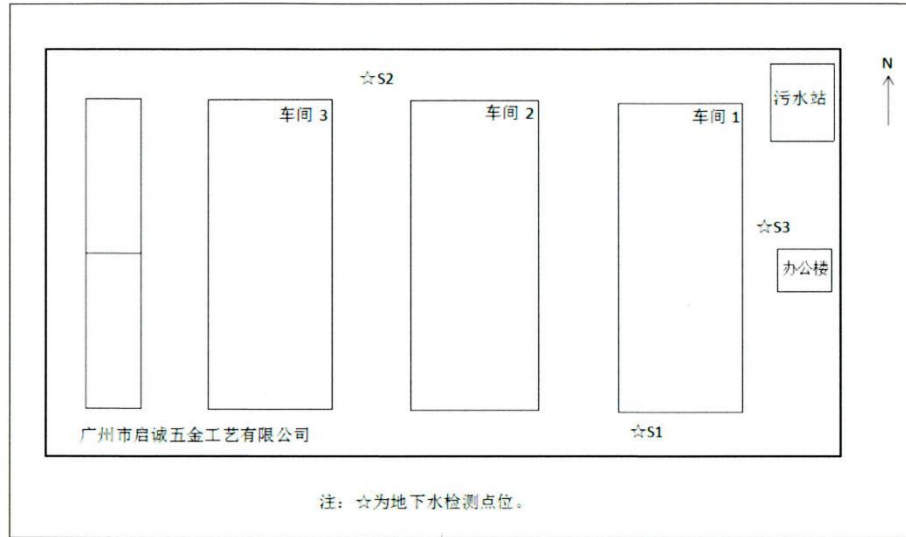 ☆S2
N
车间 3
车间 2
车间 1
污水站
☆S3
办公楼
广州市启诚五金工艺有限公司
☆S1
注：☆为地下水检测点位。